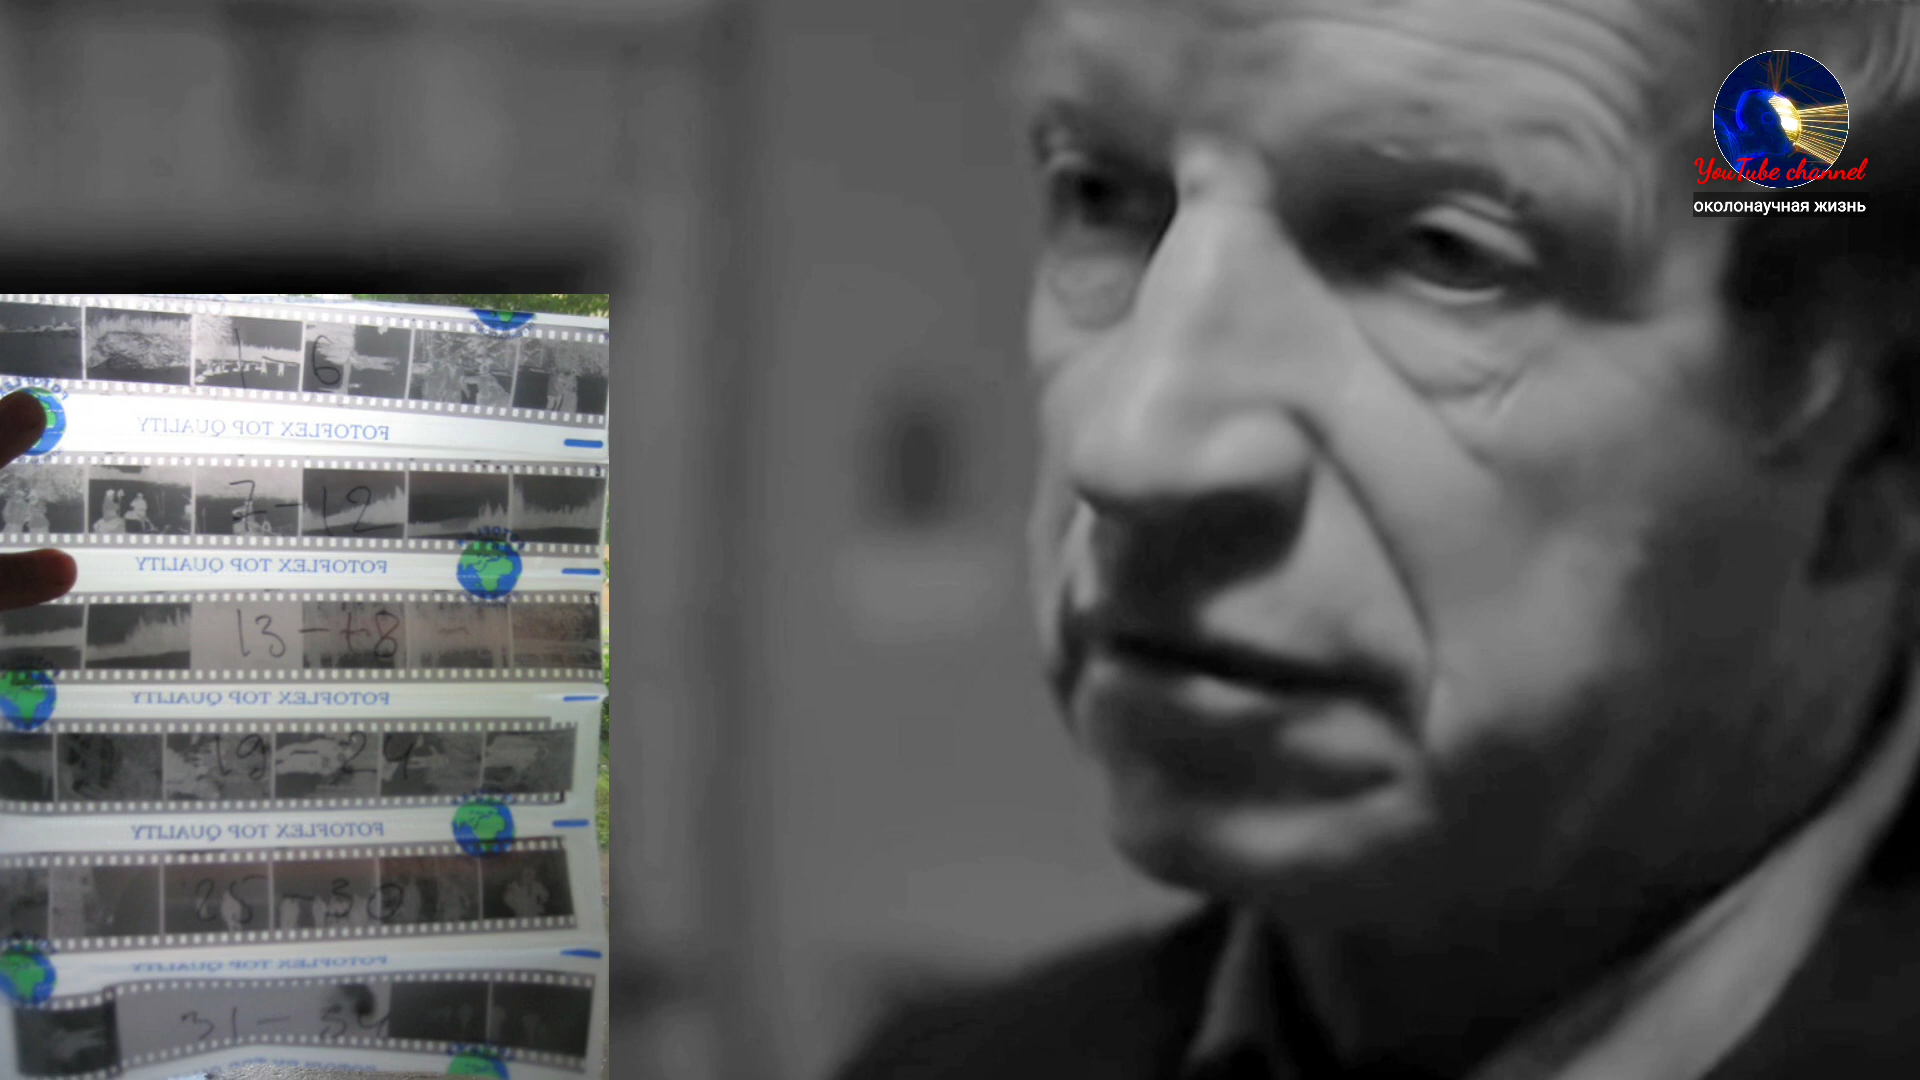 YouTube channel
околонаучная жизнь
1-6
FOTOFLEX TOP QUALITY
7-12
FOTOFLEX TOP QUALITY
13-18
FOTOFLEX TOP QUALITY
19-24
FOTOFLEX TOP QUALITY
25-30
FOTOFLEX TOP QUALITY
31-34